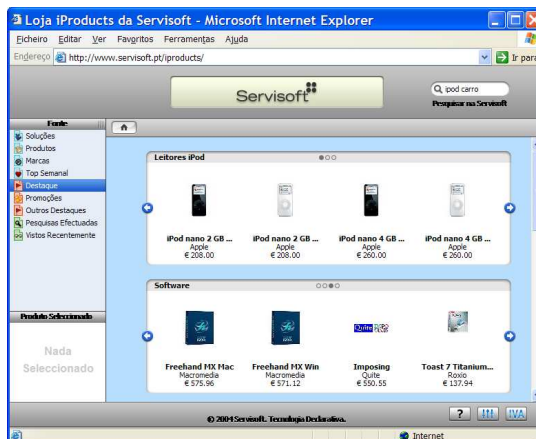 Loja iProducts da Servisoft - Microsoft Internet Explorer
Ficheiro Editar Ver Favoritos Ferramentas Ajuda
Endereço http://www.servisoft.pt/iproducts/ Ir para
Servisoft
ipod carro
Pesquisar na Servisoft
Fonte
Soluções
Produtos
Marcas
Top Semanal
Destaque
Promoções
Outros Destaques
Pesquisas Efectuadas
Vistos Recentemente
Leitores iPod
iPod nano 2 GB ... iPod nano 2 GB ... iPod nano 4 GB ... iPod nano 4 GB ...
Apple Apple Apple Apple
€ 208.00 € 208.00 € 260.00 € 260.00
Software
Quite
Freehand MX Mac Freehand MX Win Imposing Toast 7 Titanium...
Macromedia Macromedia Quite Roxio
€ 575.96 € 571.12 € 550.55 € 137.94
Produto Seleccionado
Nada
Seleccionado
© 2004 Servisoft. Tecnologia Declarativa.
? IVA
Internet